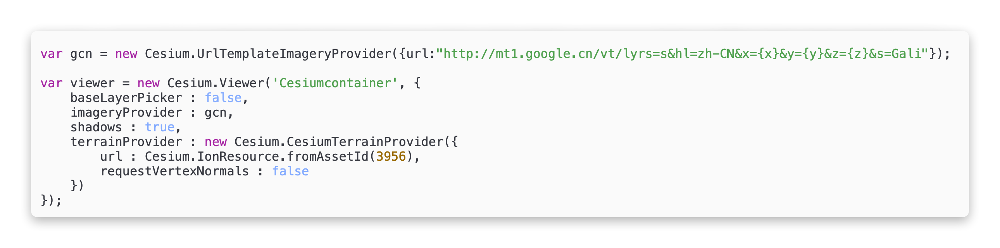 var gcn = new Cesium.UrlTemplateImageryProvider({url:"http://mt1.google.cn/vt/lyrs=s&hl=zh-CN&x={x}&y={y}&z={z}&s=Gali"});

var viewer = new Cesium.Viewer('Cesiumcontainer', {
    baseLayerPicker : false,
    imageryProvider : gcn,
    shadows : true,
    terrainProvider : new Cesium.CesiumTerrainProvider({
        url : Cesium.IonResource.fromAssetId(3956),
        requestVertexNormals : false
    })
});